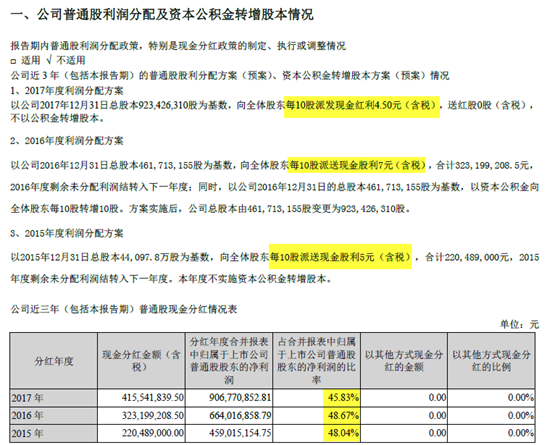 一、公司普通股利润分配及资本公积金转增股本情况
报告期内普通股利润分配政策，特别是现金分红政策的制定、执行或调整情况
□ 适用 √ 不适用
公司近 3 年（包括本报告期）的普通股股利分配方案（预案）、资本公积金转增股本方案（预案）情况
1、2017年度利润分配方案
以公司2017年12月31日总股本923,426,310股为基数，向全体股东每10股派发现金红利4.50元（含税），送红股0股（含税），
不以公积金转增股本。
2、2016年度利润分配方案
以公司2016年12月31日总股本461,713,155股为基数，向全体股东每10股派送现金股利7元（含税），合计323,199,208.5元，
2016年度剩余未分配利润结转入下一年度；同时，以公司2016年12月31日的总股本461,713,155股为基数，以资本公积金向
全体股东每10股转增10股。方案实施后，公司总股本由461,713,155股变更为923,426,310股。
3、2015年度利润分配方案
以2015年12月31日总股本44,097.8万股为基数，向全体股东每10股派送现金股利5元（含税），合计220,489,000元，2015
年度剩余未分配利润结转入下一年度。本年度不实施资本公积金转增股本。
公司近三年（包括本报告期）普通股现金分红情况表
单位：元
分红年度 现金分红金额（含税） 分红年度合并报表中归属于上市公司普通股股东的净利润 占合并报表中归属于上市公司普通股股东的净利润的比率 以其他方式现金分红的金额 以其他方式现金分红的比例
2017 年 415,541,839.50 906,770,852.81 45.83% 0.00 0.00%
2016 年 323,199,208.50 664,016,858.79 48.67% 0.00 0.00%
2015 年 220,489,000.00 459,015,154.75 48.04% 0.00 0.00%